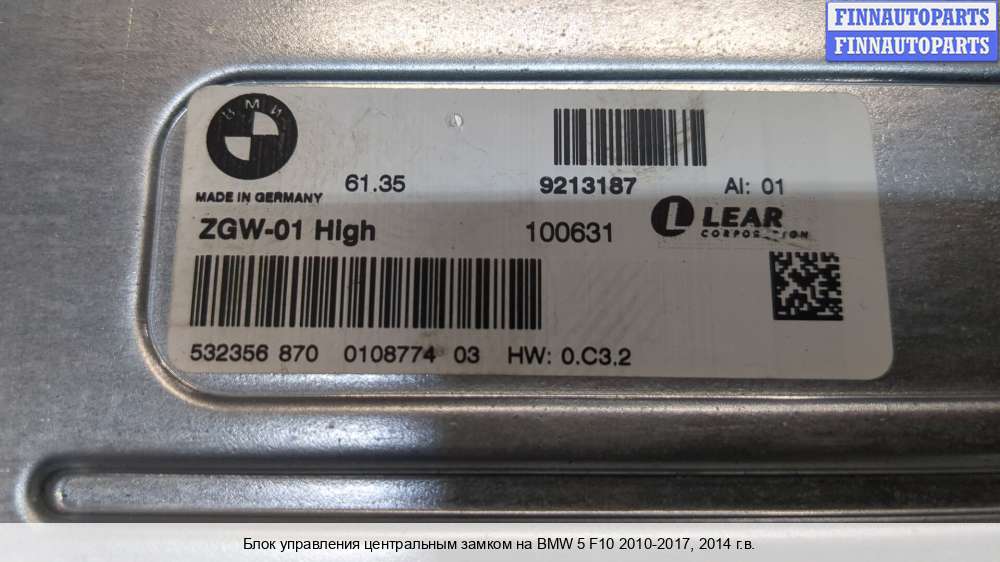 FINNAUTOPARTS
FINNAUTOPARTS
BMW
MADE IN GERMANY
61.35
9213187
AI: 01
ZGW-01 High
100631
L LEAR
CORPORATION
532356 870 0108774 03 HW: 0.C3.2
Блок управления центральным замком на BMW 5 F10 2010-2017, 2014 г.в.